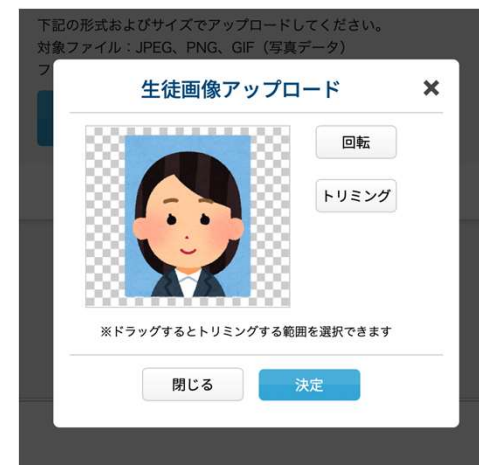 下記の形式およびサイズでアップロードしてください。
対象ファイル：JPEG、PNG、GIF（写真データ）
フ
生徒画像アップロード
×
回転
トリミング
※ドラッグするとトリミングする範囲を選択できます
閉じる
決定